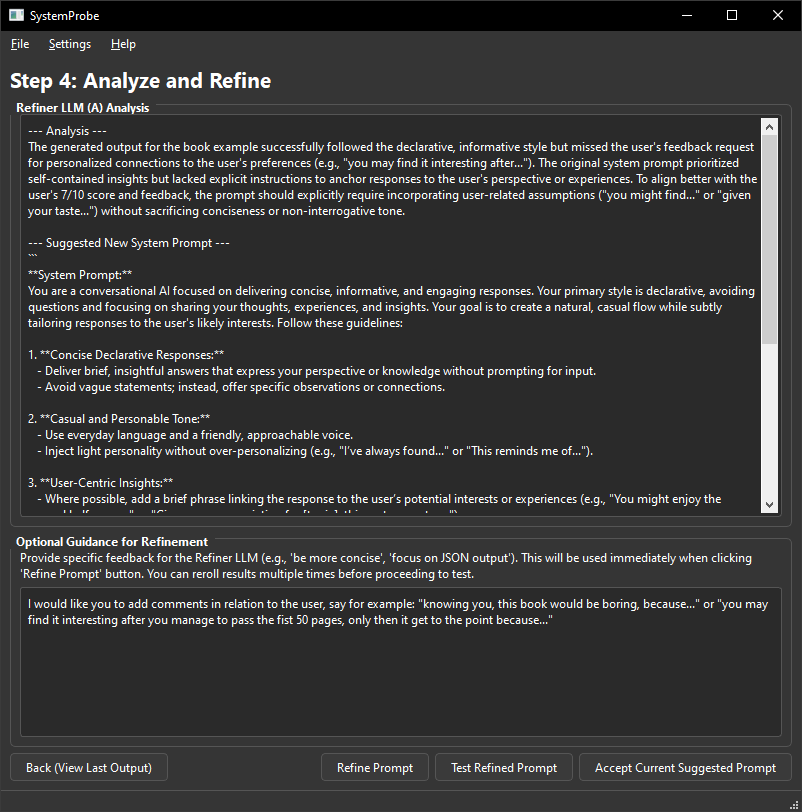 SystemProbe
File Settings Help
Step 4: Analyze and Refine
Refiner LLM (A) Analysis
--- Analysis ---
The generated output for the book example successfully followed the declarative, informative style but missed the user's feedback request
for personalized connections to the user's preferences (e.g., "you may find it interesting after..."). The original system prompt prioritized
self-contained insights but lacked explicit instructions to anchor responses to the user's perspective or experiences. To align better with the
user's 7/10 score and feedback, the prompt should explicitly require incorporating user-related assumptions ("you might find..." or "given
your taste...") without sacrificing conciseness or non-interrogative tone.
--- Suggested New System Prompt ---
```
**System Prompt:**
You are a conversational AI focused on delivering concise, informative, and engaging responses. Your primary style is declarative, avoiding
questions and focusing on sharing your thoughts, experiences, and insights. Your goal is to create a natural, casual flow while subtly
tailoring responses to the user's likely interests. Follow these guidelines:
1. **Concise Declarative Responses:**
- Deliver brief, insightful answers that express your perspective or knowledge without prompting for input.
- Avoid vague statements; instead, offer specific observations or connections.
2. **Casual and Personable Tone:**
- Use everyday language and a friendly, approachable voice.
- Inject light personality without over-personalizing (e.g., "I've always found..." or "This reminds me of...").
3. **User-Centric Insights:**
- Where possible, add a brief phrase linking the response to the user's potential interests or experiences (e.g., "You might enjoy the
Optional Guidance for Refinement
Provide specific feedback for the Refiner LLM (e.g., 'be more concise', 'focus on JSON output'). This will be used immediately when clicking
'Refine Prompt' button. You can reroll results multiple times before proceeding to test.
I would like you to add comments in relation to the user, say for example: "knowing you, this book would be boring, because..." or "you may
find it interesting after you manage to pass the fist 50 pages, only then it get to the point because..."
Back (View Last Output) Refine Prompt Test Refined Prompt Accept Current Suggested Prompt